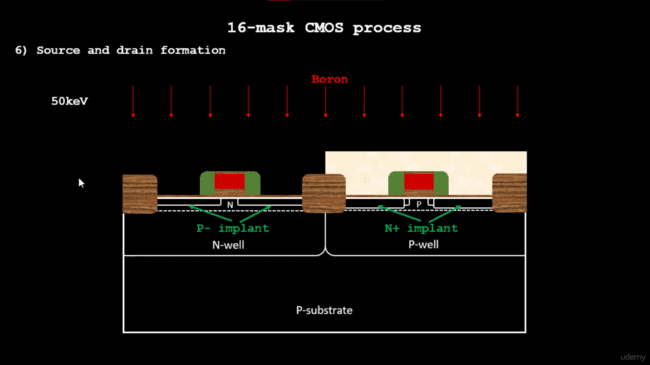 16-mask CMOS process
6) Source and drain formation
Boron
50keV
N
P
P- implant
N+ implant
N-well
P-well
P-substrate
udemy